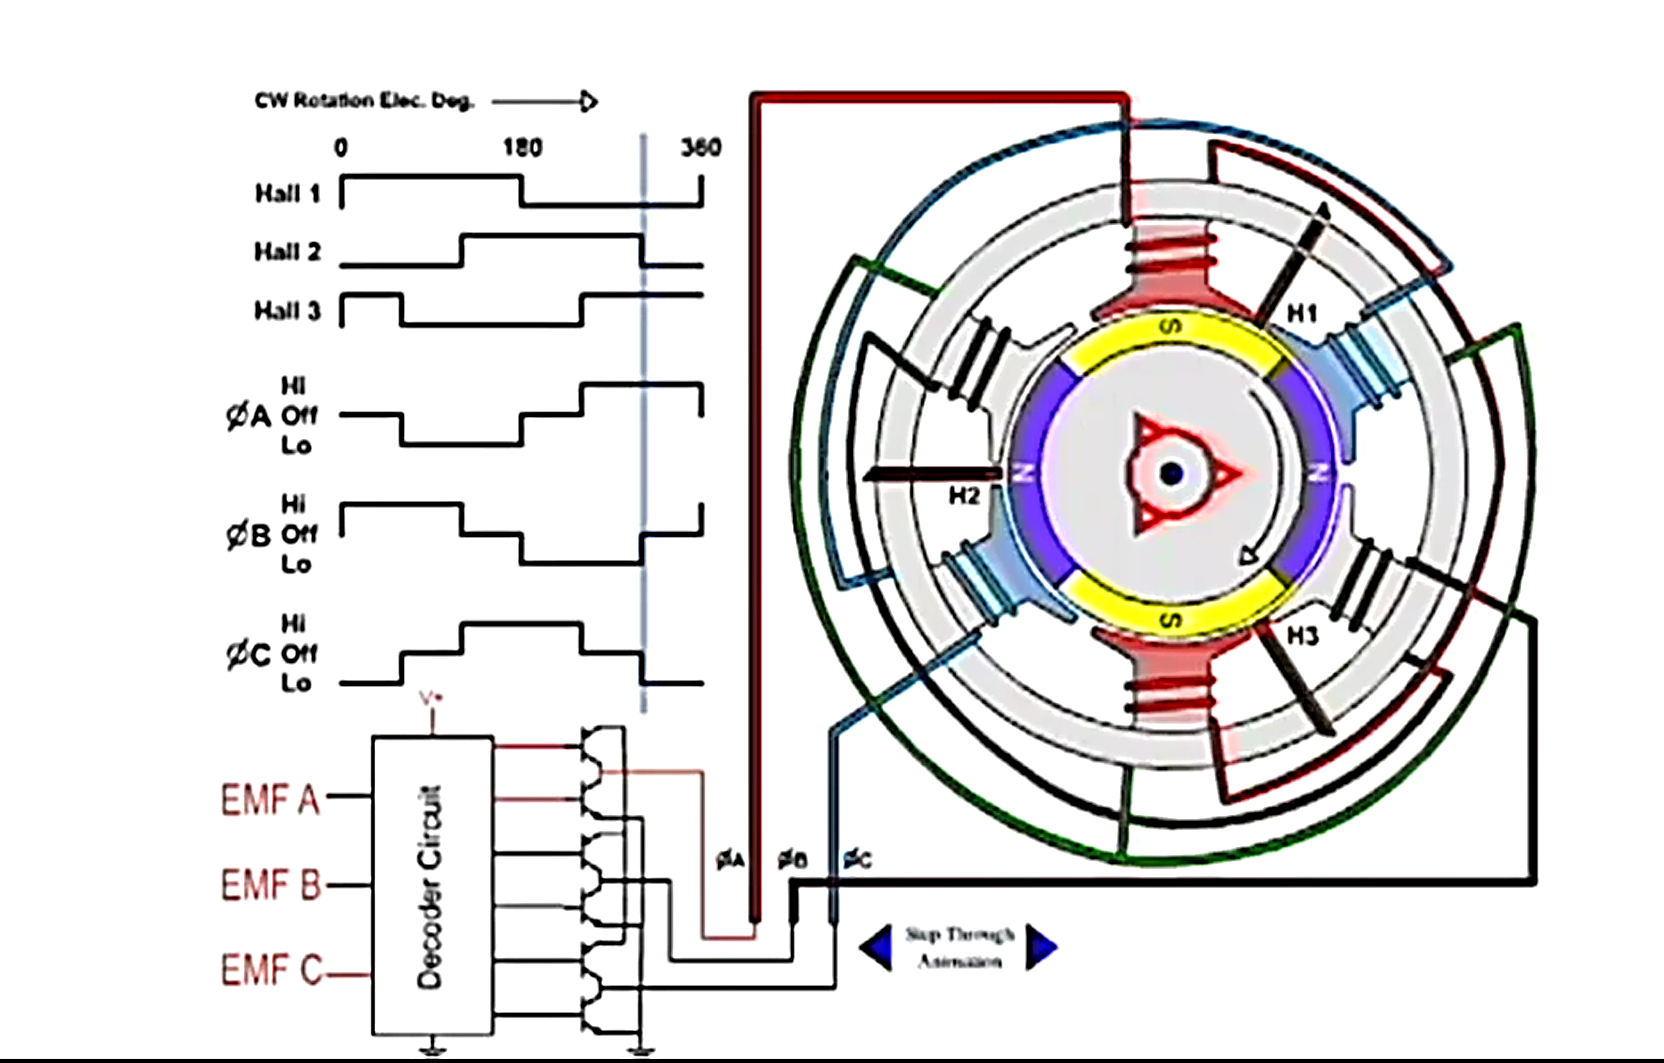 CW Rotation Elec. Deg.
0 180 360
Hall 1
Hall 2
Hall 3
Hi
ØA Off
Lo
Hi
ØB Off
Lo
Hi
ØC Off
Lo
V+
EMF A
EMF B
EMF C
Decoder Circuit
ØA ØB ØC
Step Through
Animation
H1
H2
H3
S
N N
S